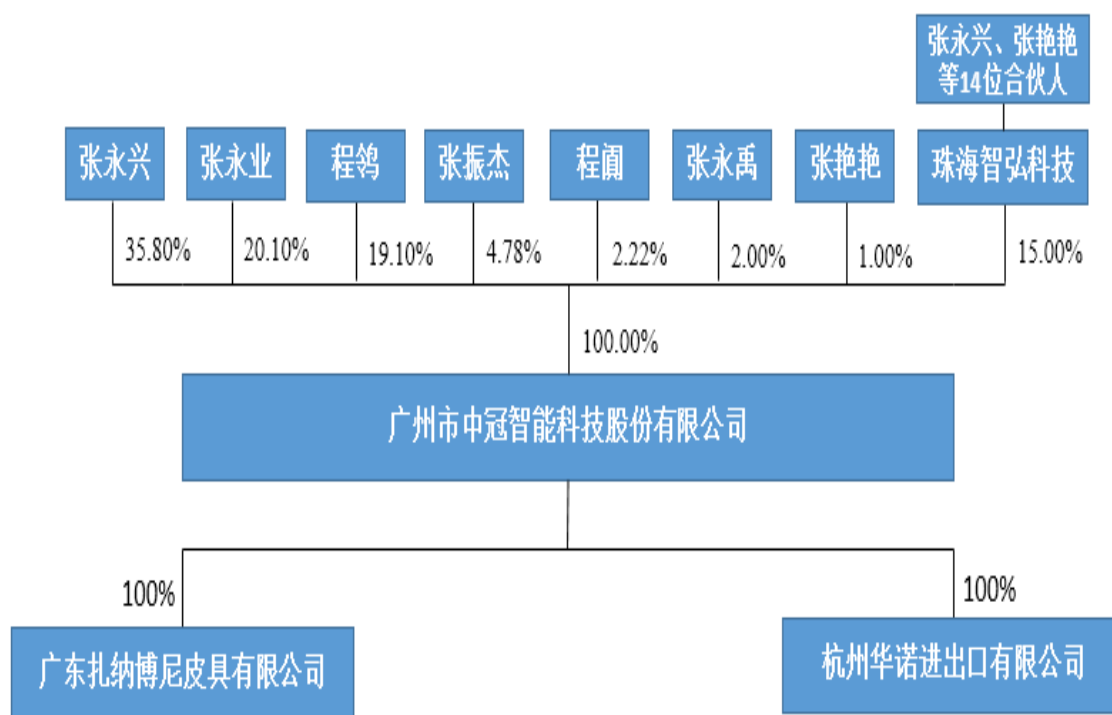 张永兴、张艳艳
等14位合伙人
张永兴
张永业
程鸰
张振杰
程阗
张永禹
张艳艳
珠海智弘科技
35.80%
20.10%
19.10%
4.78%
2.22%
2.00%
1.00%
15.00%
100.00%
广州市中冠智能科技股份有限公司
100%
100%
广东扎纳博尼皮具有限公司
杭州华诺进出口有限公司